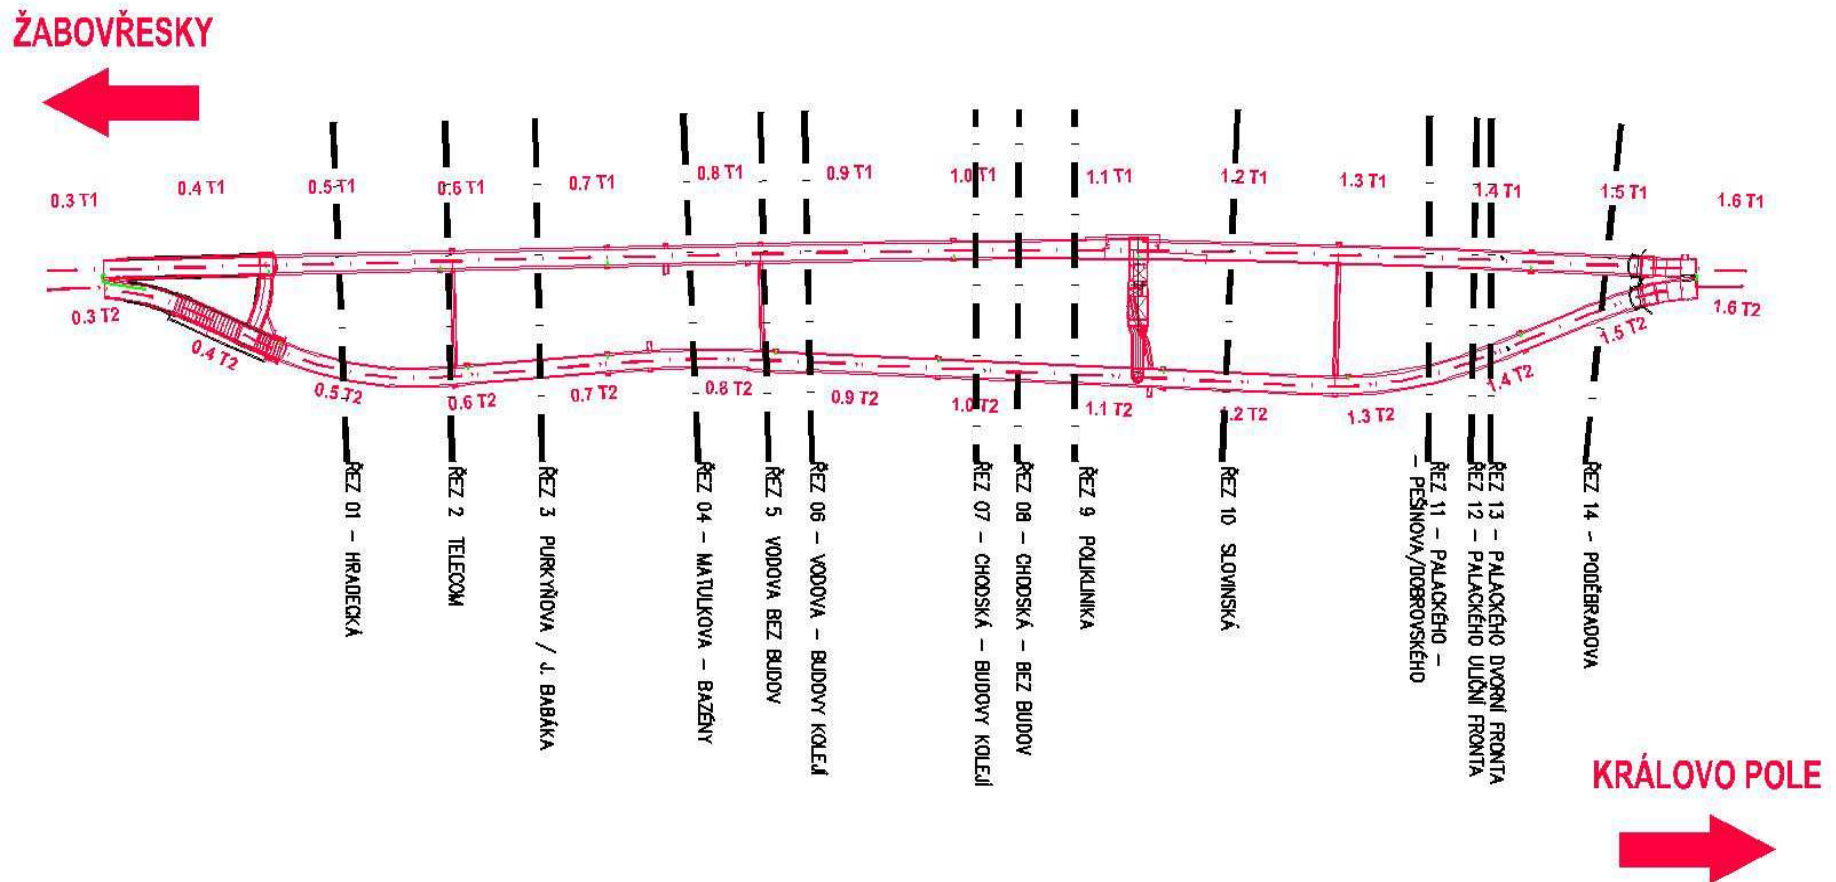 ŽABOVŘESKY
0.3 T1
0.4 T1
0.5 T1
0.6 T1
0.7 T1
0.8 T1
0.9 T1
1.0 T1
1.1 T1
1.2 T1
1.3 T1
1.4 T1
1.5 T1
1.6 T1
0.3 T2
0.4 T2
0.5 T2
0.6 T2
0.7 T2
0.8 T2
0.9 T2
1.0 T2
1.1 T2
1.2 T2
1.3 T2
1.4 T2
1.5 T2
1.6 T2
ŘEZ 01 - HRADECKÁ
ŘEZ 2 TELECOM
ŘEZ 3 PURKYŇOVA / J. BABÁKA
ŘEZ 04 - MATULKOVA - BAZÉNY
ŘEZ 5 VODOVA BEZ BUDOV
ŘEZ 06 - VODOVA - BUDOVY KOLEJÍ
ŘEZ 07 - CHODSKÁ - BUDOVY KOLEJÍ
ŘEZ 08 - CHODSKÁ - BEZ BUDOV
ŘEZ 9 POLIKLINIKA
ŘEZ 10 SLOVINSKÁ
ŘEZ 11 - PALACKÉHO -
- PEŠINOVA/DOBROVSKÉHO
ŘEZ 12 - PALACKÉHO ULIČNÍ FRONTA
ŘEZ 13 - PALACKÉHO DVORNÍ FRONTA
ŘEZ 14 - PODĚBRADOVA
KRÁLOVO POLE